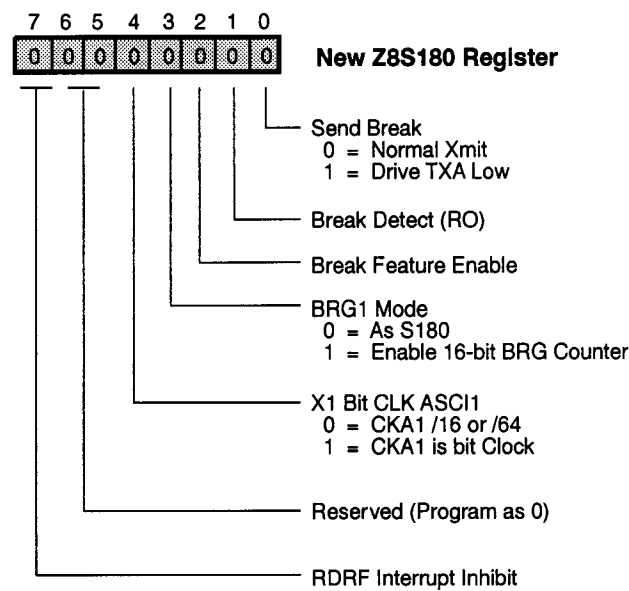 7 6 5 4 3 2 1 0
0 0 0 0 0 0 0 0 New Z8S180 Register
Send Break
0 = Normal Xmit
1 = Drive TXA Low
Break Detect (RO)
Break Feature Enable
BRG1 Mode
0 = As S180
1 = Enable 16-bit BRG Counter
X1 Bit CLK ASCI1
0 = CKA1 /16 or /64
1 = CKA1 is bit Clock
Reserved (Program as 0)
RDRF Interrupt Inhibit